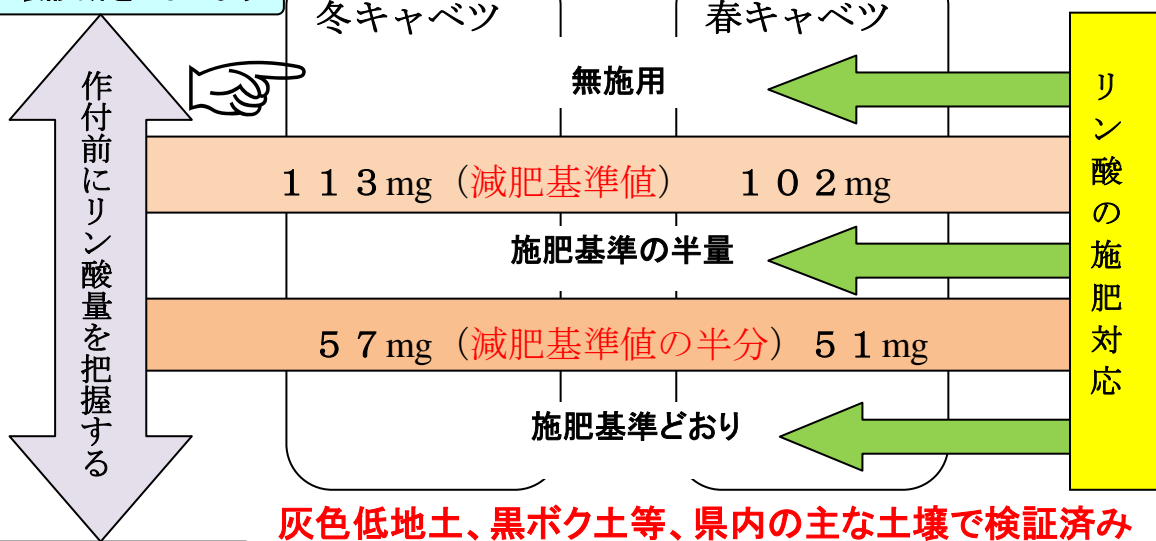 冬キャベツ
春キャベツ
作付前にリン酸量を把握する
無施用
１１３mg（減肥基準値）　１０２mg
施肥基準の半量
５７mg（減肥基準値の半分）５１mg
施肥基準どおり
リン酸の施肥対応
灰色低地土、黒ボク土等、県内の主な土壌で検証済み